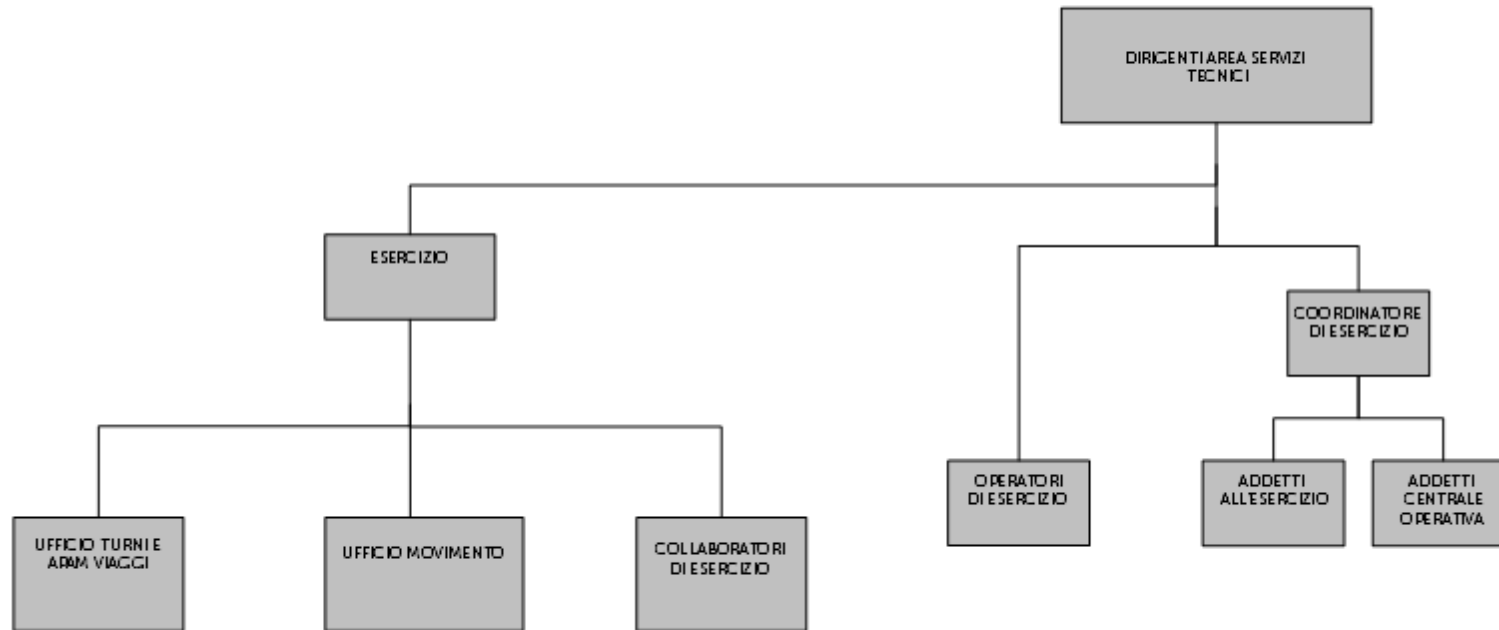 DIRIGENTI AREA SERVIZI
TECNICI
ESERCIZIO
COORDINATORE
DI ESERCIZIO
OPERATORI
DI ESERCIZIO
ADDETTI
ALL'ESERCIZIO
ADDETTI
CENTRALE
OPERATIVA
UFFICIO TURNI E
APAM VIAGGI
UFFICIO MOVIMENTO
COLLABORATORI
DI ESERCIZIO